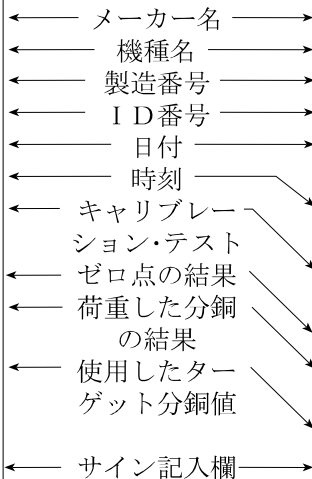 メーカー名
機種名
製造番号
ＩＤ番号
日付
時刻
キャリブレー
ション・テスト
ゼロ点の結果
荷重した分銅
の結果
使用したター
ゲット分銅値
サイン記入欄